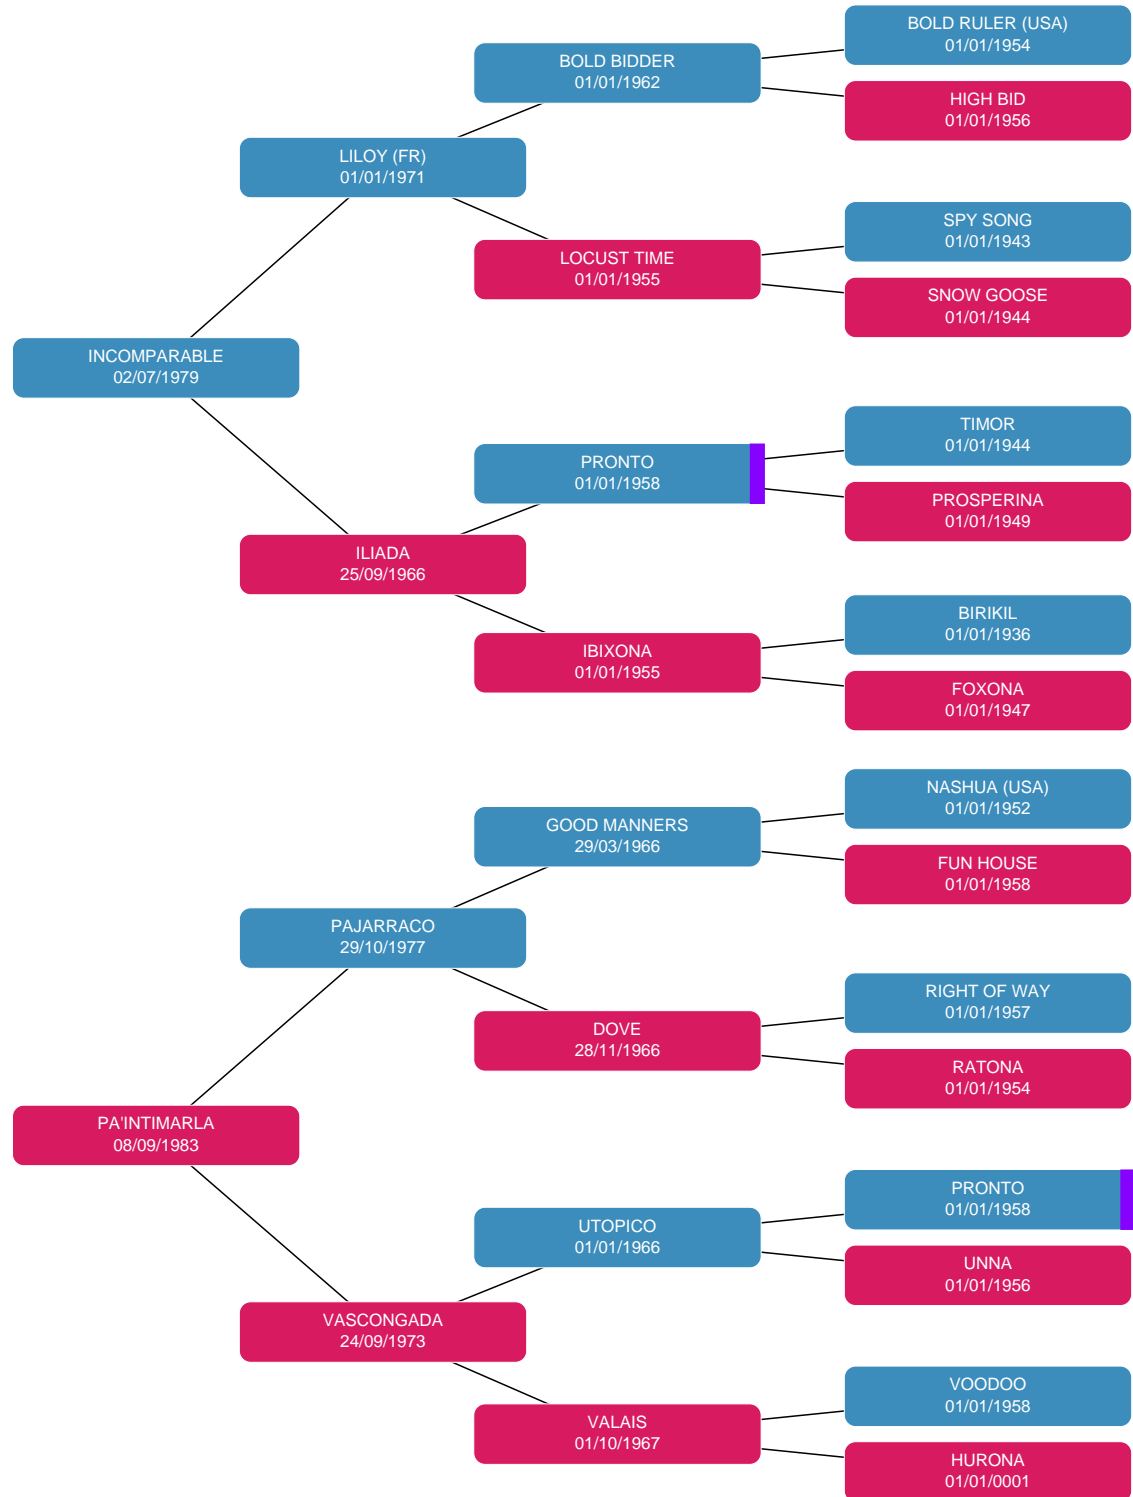 BOLD RULER (USA)
01/01/1954
BOLD BIDDER
01/01/1962
HIGH BID
01/01/1956
LILOY (FR)
01/01/1971
SPY SONG
01/01/1943
LOCUST TIME
01/01/1955
SNOW GOOSE
01/01/1944
INCOMPARABLE
02/07/1979
TIMOR
01/01/1944
PRONTO
01/01/1958
PROSPERINA
01/01/1949
ILIADA
25/09/1966
BIRIKIL
01/01/1936
IBIXONA
01/01/1955
FOXONA
01/01/1947
NASHUA (USA)
01/01/1952
GOOD MANNERS
29/03/1966
FUN HOUSE
01/01/1958
PAJARRACO
29/10/1977
RIGHT OF WAY
01/01/1957
DOVE
28/11/1966
RATONA
01/01/1954
PA'INTIMARLA
08/09/1983
PRONTO
01/01/1958
UTOPICO
01/01/1966
UNNA
01/01/1956
VASCONGADA
24/09/1973
VOODOO
01/01/1958
VALAIS
01/10/1967
HURONA
01/01/0001